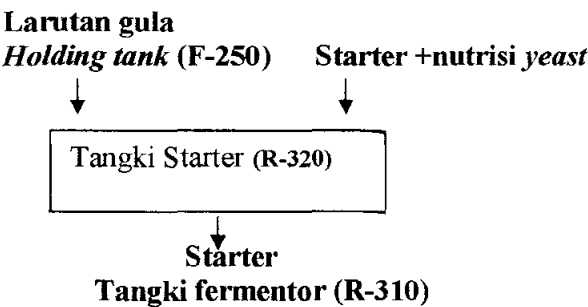 Larutan gula
Holding tank (F-250)
Starter +nutrisi yeast
Tangki Starter (R-320)
Starter
Tangki fermentor (R-310)